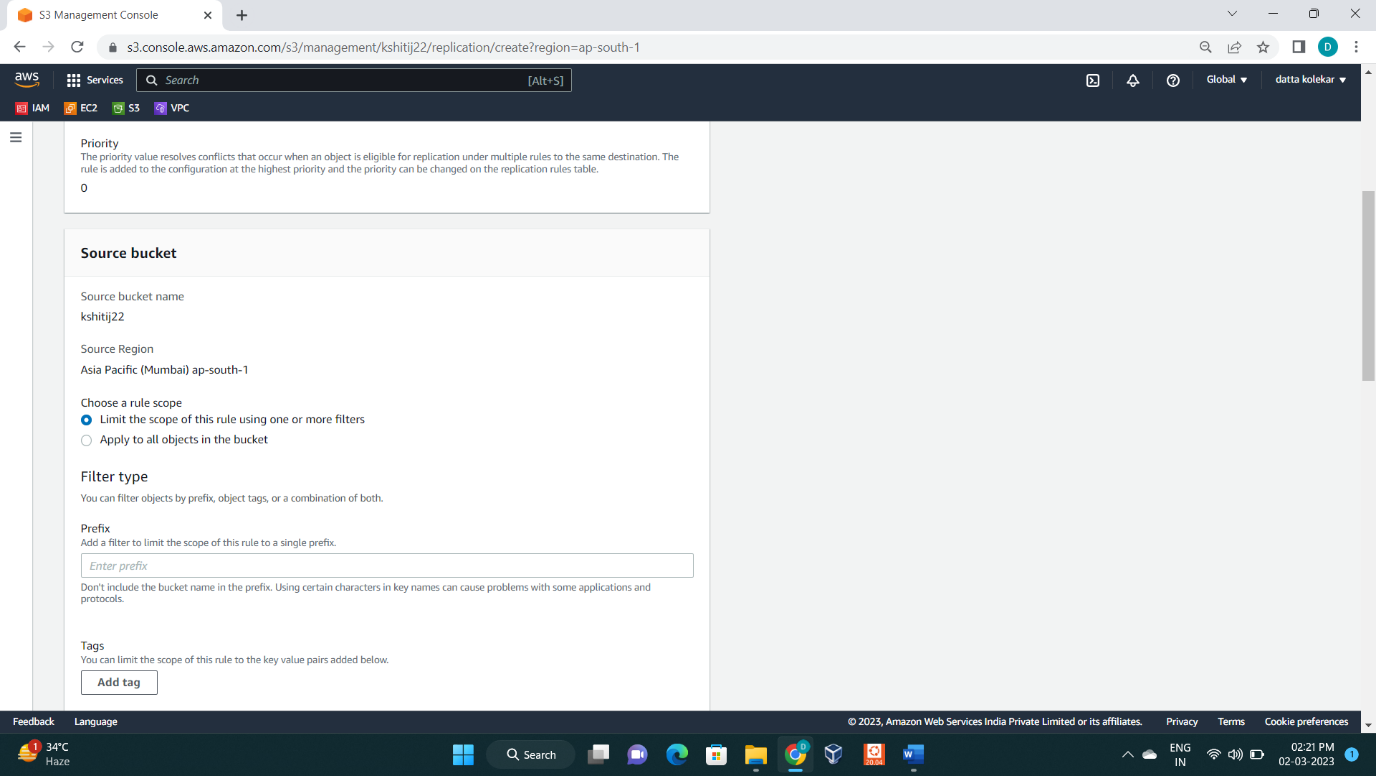 S3 Management Console
s3.console.aws.amazon.com/s3/management/kshitij22/replication/create?region=ap-south-1
D
aws
Services
Search
[Alt+S]
Global
datta kolekar
IAM
EC2
S3
VPC
Priority
The priority value resolves conflicts that occur when an object is eligible for replication under multiple rules to the same destination. The
rule is added to the configuration at the highest priority and the priority can be changed on the replication rules table.
0
Source bucket
Source bucket name
kshitij22
Source Region
Asia Pacific (Mumbai) ap-south-1
Choose a rule scope
Limit the scope of this rule using one or more filters
Apply to all objects in the bucket
Filter type
You can filter objects by prefix, object tags, or a combination of both.
Prefix
Add a filter to limit the scope of this rule to a single prefix.
Enter prefix
Don't include the bucket name in the prefix. Using certain characters in key names can cause problems with some applications and
protocols.
Tags
You can limit the scope of this rule to the key value pairs added below.
Add tag
Feedback
Language
© 2023, Amazon Web Services India Private Limited or its affiliates.
Privacy
Terms
Cookie preferences
1
34°C
Haze
Search
D
20.04
W
ENG
IN
02:21 PM
02-03-2023
1